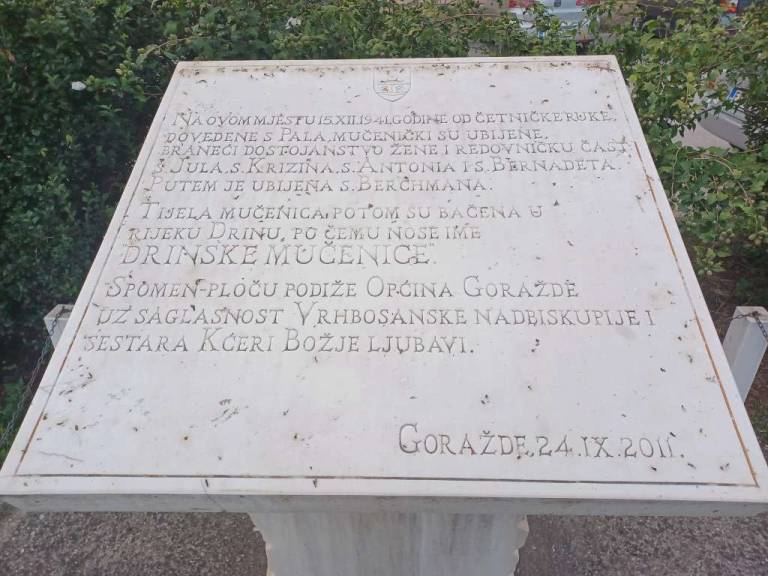 NA OVOM MJESTU 15.XII.1941.GODINE OD ČETNIČKE RUKE,
DOVEDENE S PALA, MUČENIČKI SU UBIJENE,
BRANEĆI DOSTOJANSTVO ŽENE I REDOVNIČKU ČAST:
S. JULA, S. KRIZINA, S. ANTONIA I S. BERNADETA.
PUTEM JE UBIJENA S. BERCHMANA.
TIJELA MUČENICA, POTOM SU BAČENA U
RIJEKU DRINU, PO ČEMU NOSE IME
"DRINSKE MUČENICE".
SPOMEN-PLOČU PODIŽE OPĆINA GORAŽDE
UZ SAGLASNOST VRHBOSANSKE NADBISKUPIJE I
SESTARA KĆERI BOŽJE LJUBAVI.
GORAŽDE, 24.IX.2011.